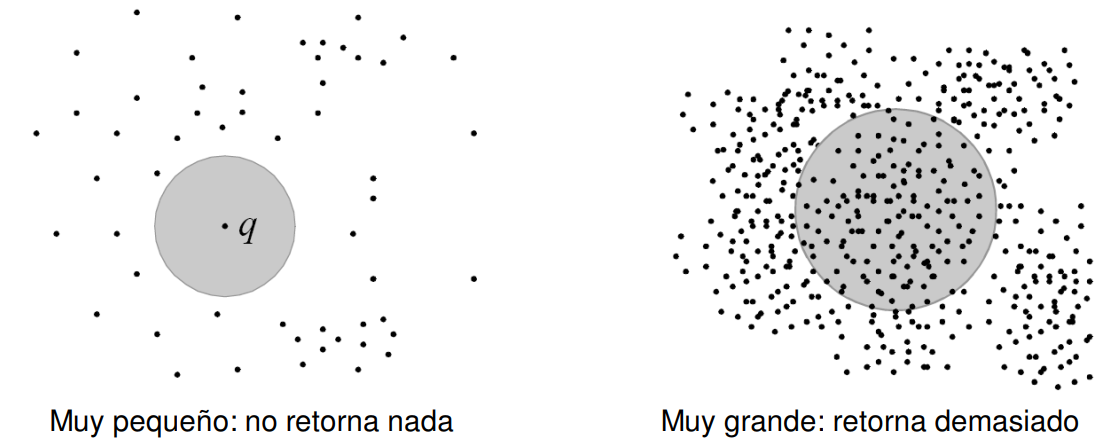 q
Muy pequeño: no retorna nada
Muy grande: retorna demasiado